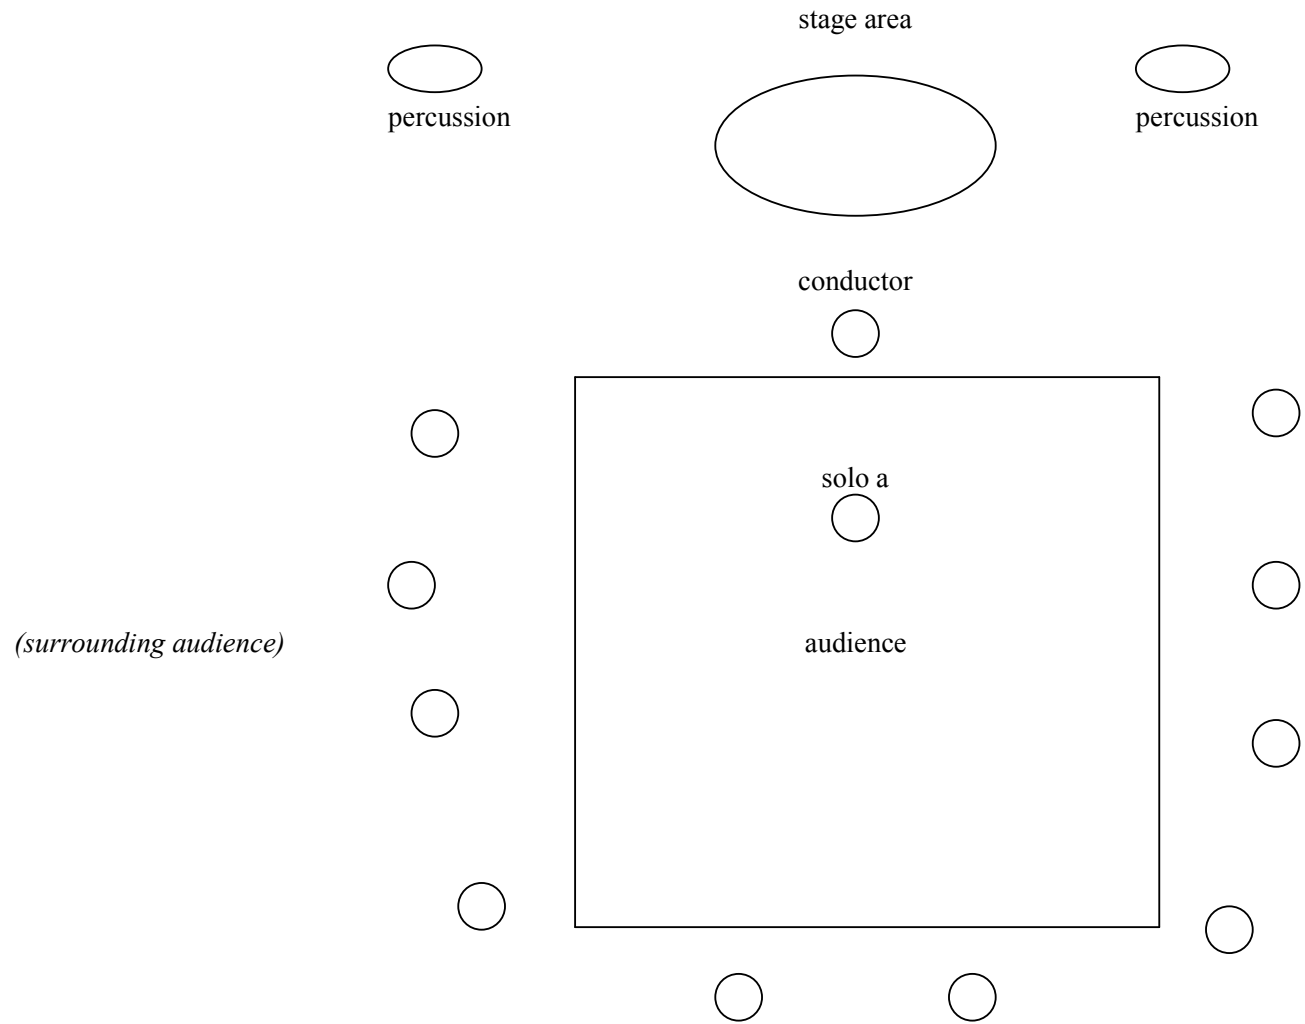 stage area
percussion
percussion
conductor
solo a
(surrounding audience)
audience